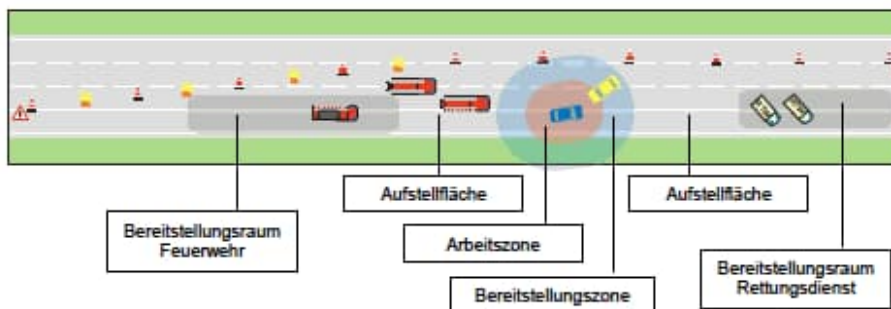 Aufstellfläche
Aufstellfläche
Bereitstellungsraum
Feuerwehr
Arbeitszone
Bereitstellungsraum
Rettungsdienst
Bereitstellungszone